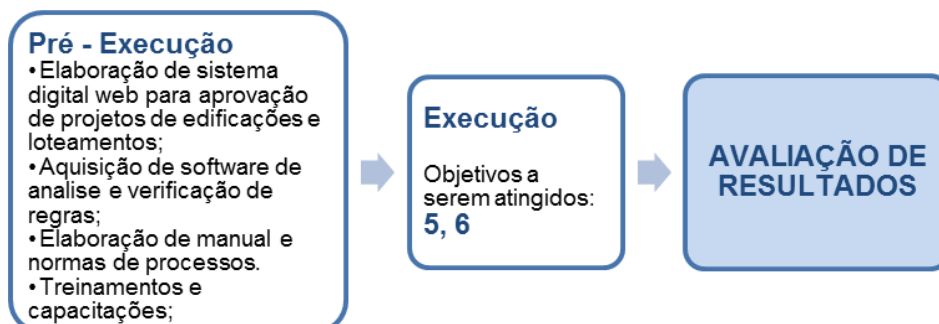 Pré - Execução
•Elaboração de sistema
digital web para aprovação
de projetos de edificações e
loteamentos;
•Aquisição de software de
analise e verificação de
regras;
•Elaboração de manual e
normas de processos.
•Treinamentos e
capacitações;
Execução
Objetivos a
serem atingidos:
5, 6
AVALIAÇÃO DE
RESULTADOS